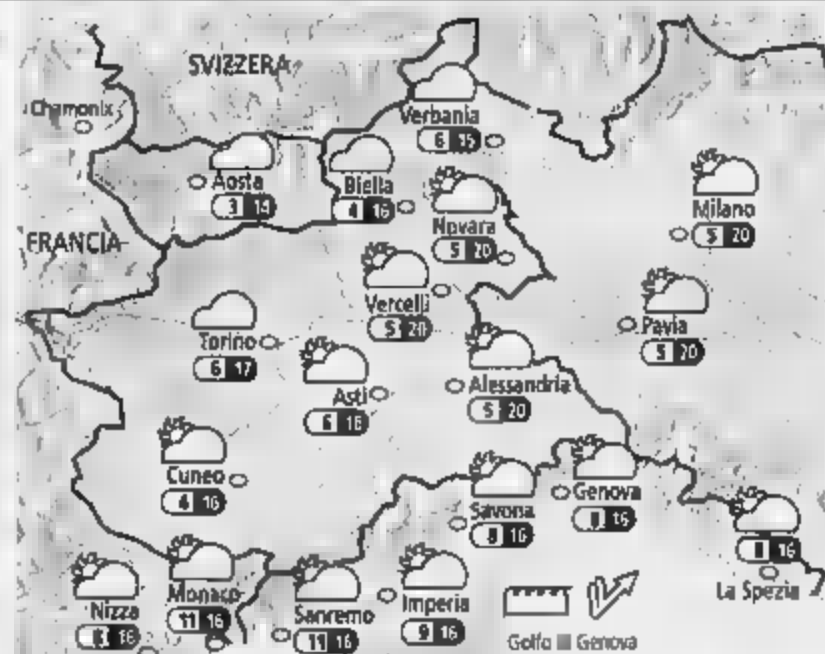 SVIZZERA
Chamonix
Verbania
6 15
Aosta
3
Biella
4 16
Novara
5 20
Milano
5 20
FRANCIA
Vercelli
5 20
Pavia
5 20
Torino
6 17
Asti
6 16
Alessandria
5 20
Cuneo
4 16
Savona
8 16
Genova
16
La Spezia
16
Nizza
16
Monaco
11 16
Sanremo
11 16
Imperia
9 16
Golfo Genova